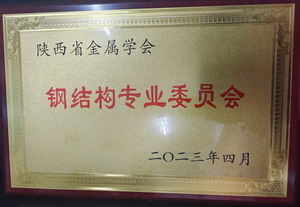 陕西省金属学会
钢结构专业委员会
二〇二三年四月